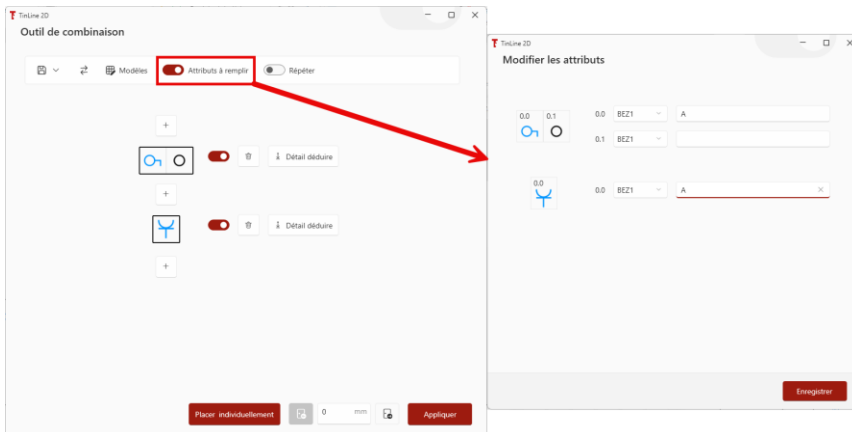 TinLine 2D
Outil de combinaison
Modèles Attributs à remplir Répéter
+
Détail déduire
+
Détail déduire
+
Placer individuellement 0 mm Appliquer
TinLine 2D
Modifier les attributs
0.0 0.1 0.0 BEZ1 A
0.1 BEZ1
0.0 0.0 BEZ1 A
Enregistrer